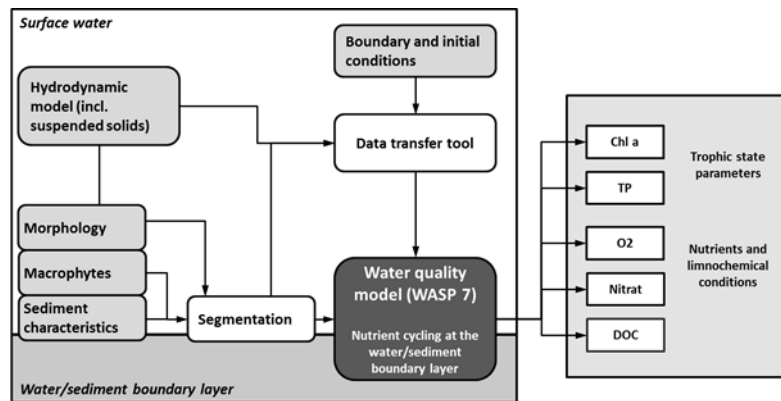 Surface water
Boundary and initial
conditions
Hydrodynamic
model (incl.
suspended solids)
Data transfer tool
Morphology
Macrophytes
Sediment
characteristics
Segmentation
Water quality
model (WASP 7)
Nutrient cycling at the
water/sediment
boundary layer
Water/sediment boundary layer
Chl a
TP
Trophic state
parameters
O2
Nitrat
DOC
Nutrients and
limnochemical
conditions